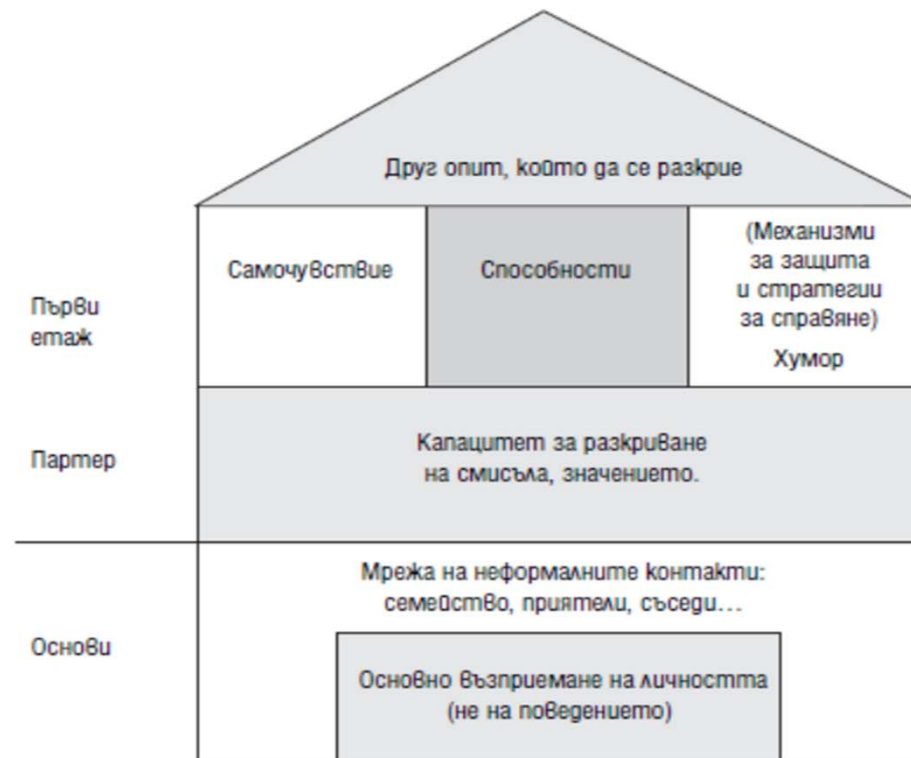 Друг опит, който да се разкрие
Самочувствие
Способности
(Механизми
за защита
и стратегии
за справяне)
Хумор
Първи
етаж
Капацитет за разкриване
на смисъла, значението.
Партер
Мрежа на неформалните контакти:
семейство, приятели, съседи...
Основи
Основно възприемане на личността
(не на поведението)